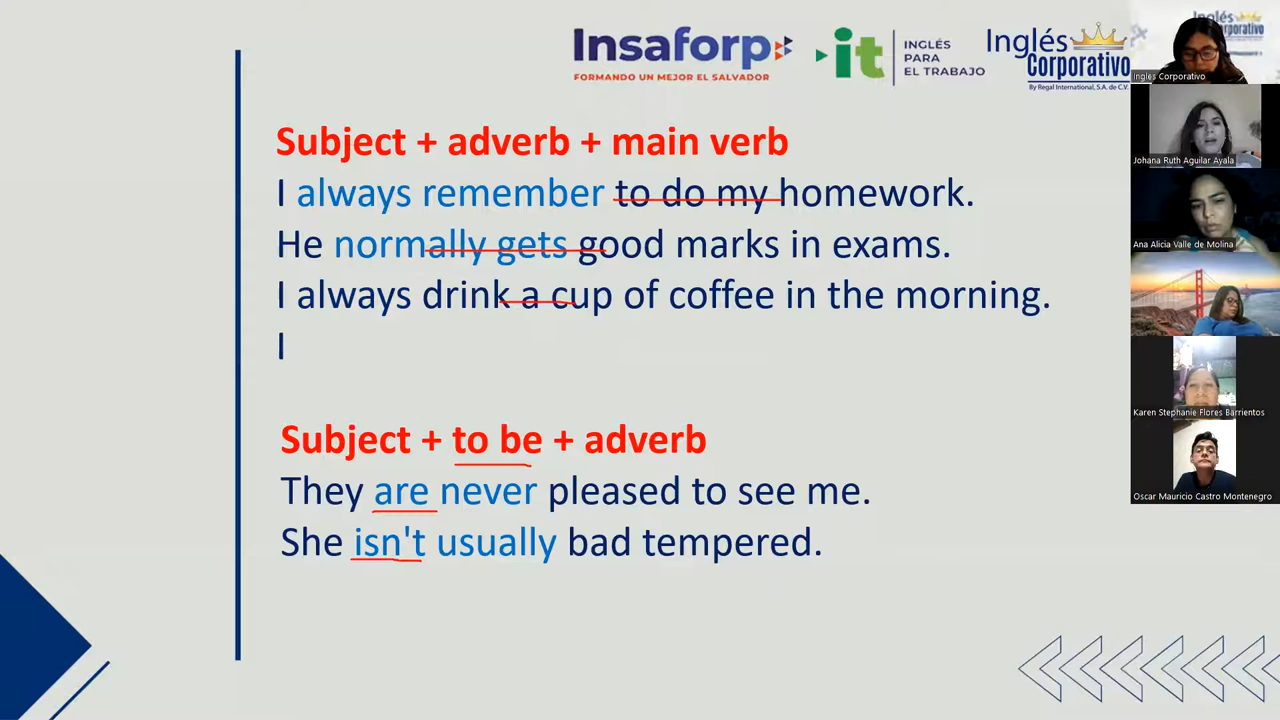 Insaforp
FORMANDO UN MEJOR EL SALVADOR
it
INGLÉS
PARA
EL TRABAJO
Inglés
Corporativo
By Regal International, S.A. de C.V.
Subject + adverb + main verb
I always remember to do my homework.
He normally gets good marks in exams.
I always drink a cup of coffee in the morning.
I
Subject + to be + adverb
They are never pleased to see me.
She isn't usually bad tempered.
Inglés
Corporativo
Inglés Corporativo
Johana Ruth Aguilar Ayala
Ana Alicia Valle de Molina
Karen Stephanie Flores Barrientos
Oscar Mauricio Castro Montenegro